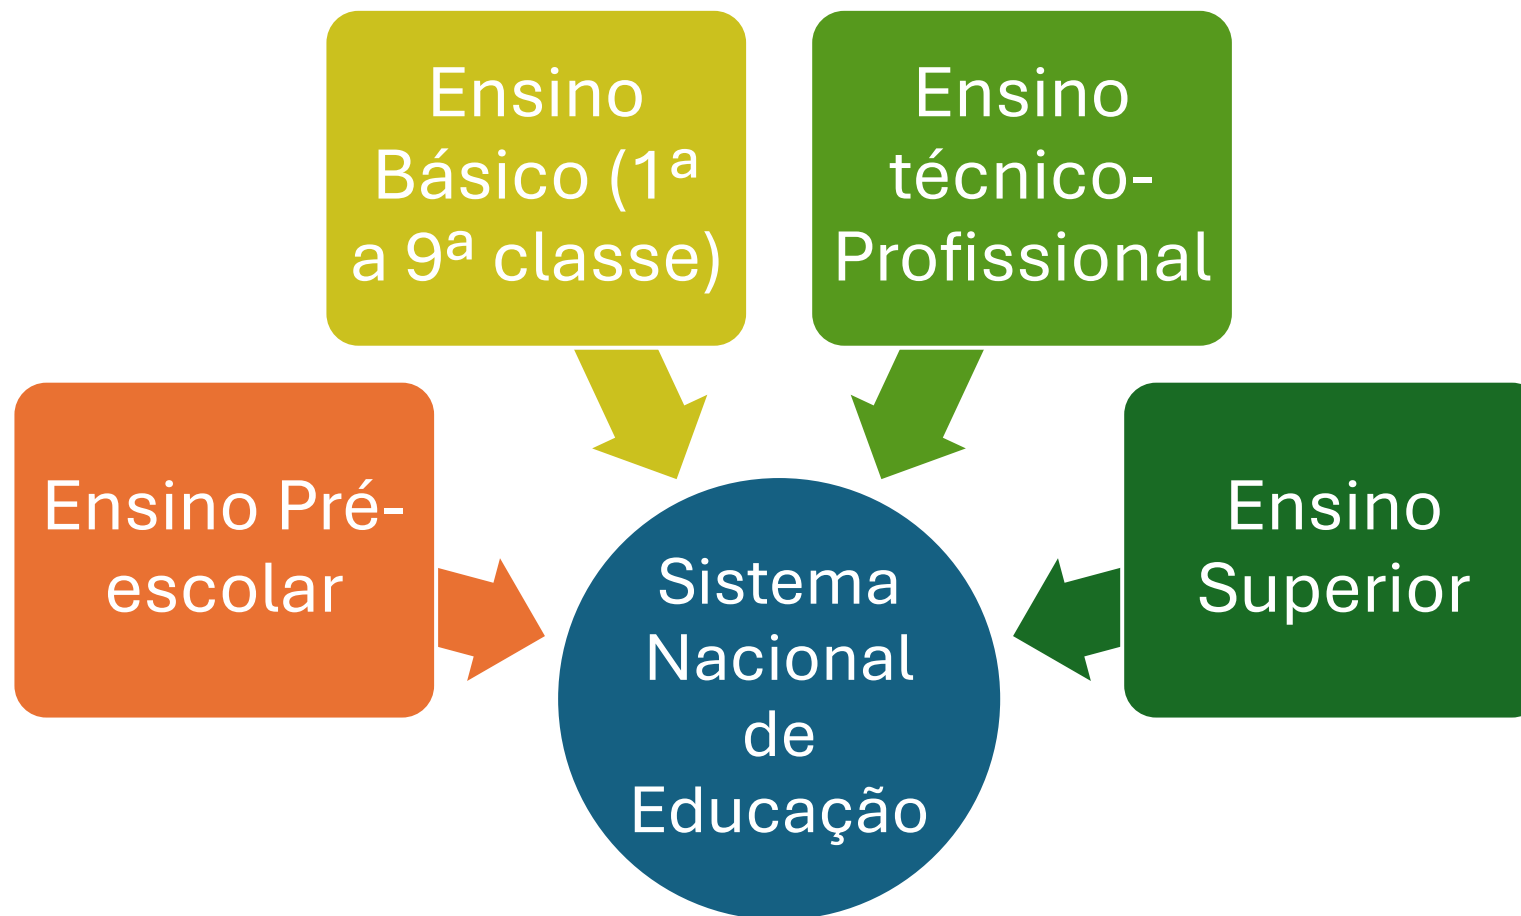 Ensino
Básico (1ª
a 9ª classe)
Ensino
técnico-
Profissional
Ensino Pré-
escolar
Ensino
Superior
Sistema
Nacional
de
Educação